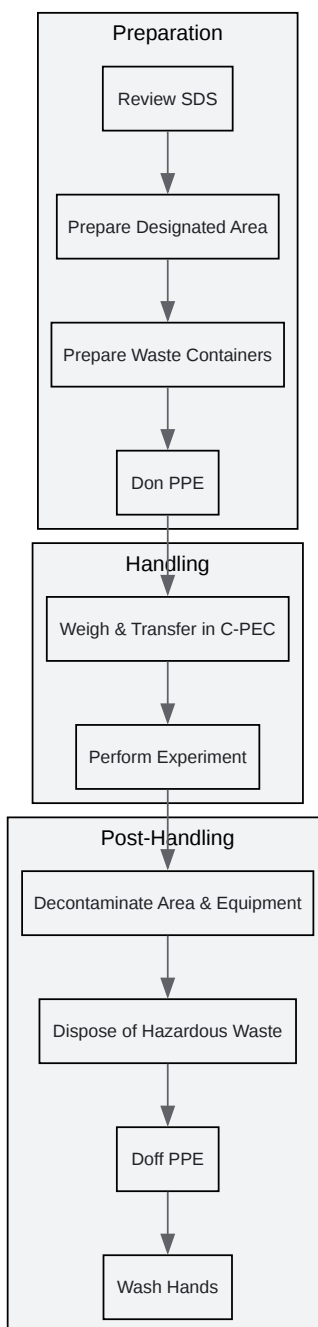 Preparation
Review SDS
Prepare Designated Area
Prepare Waste Containers
Don PPE
Handling
Weigh & Transfer in C-PEC
Perform Experiment
Post-Handling
Decontaminate Area & Equipment
Dispose of Hazardous Waste
Doff PPE
Wash Hands